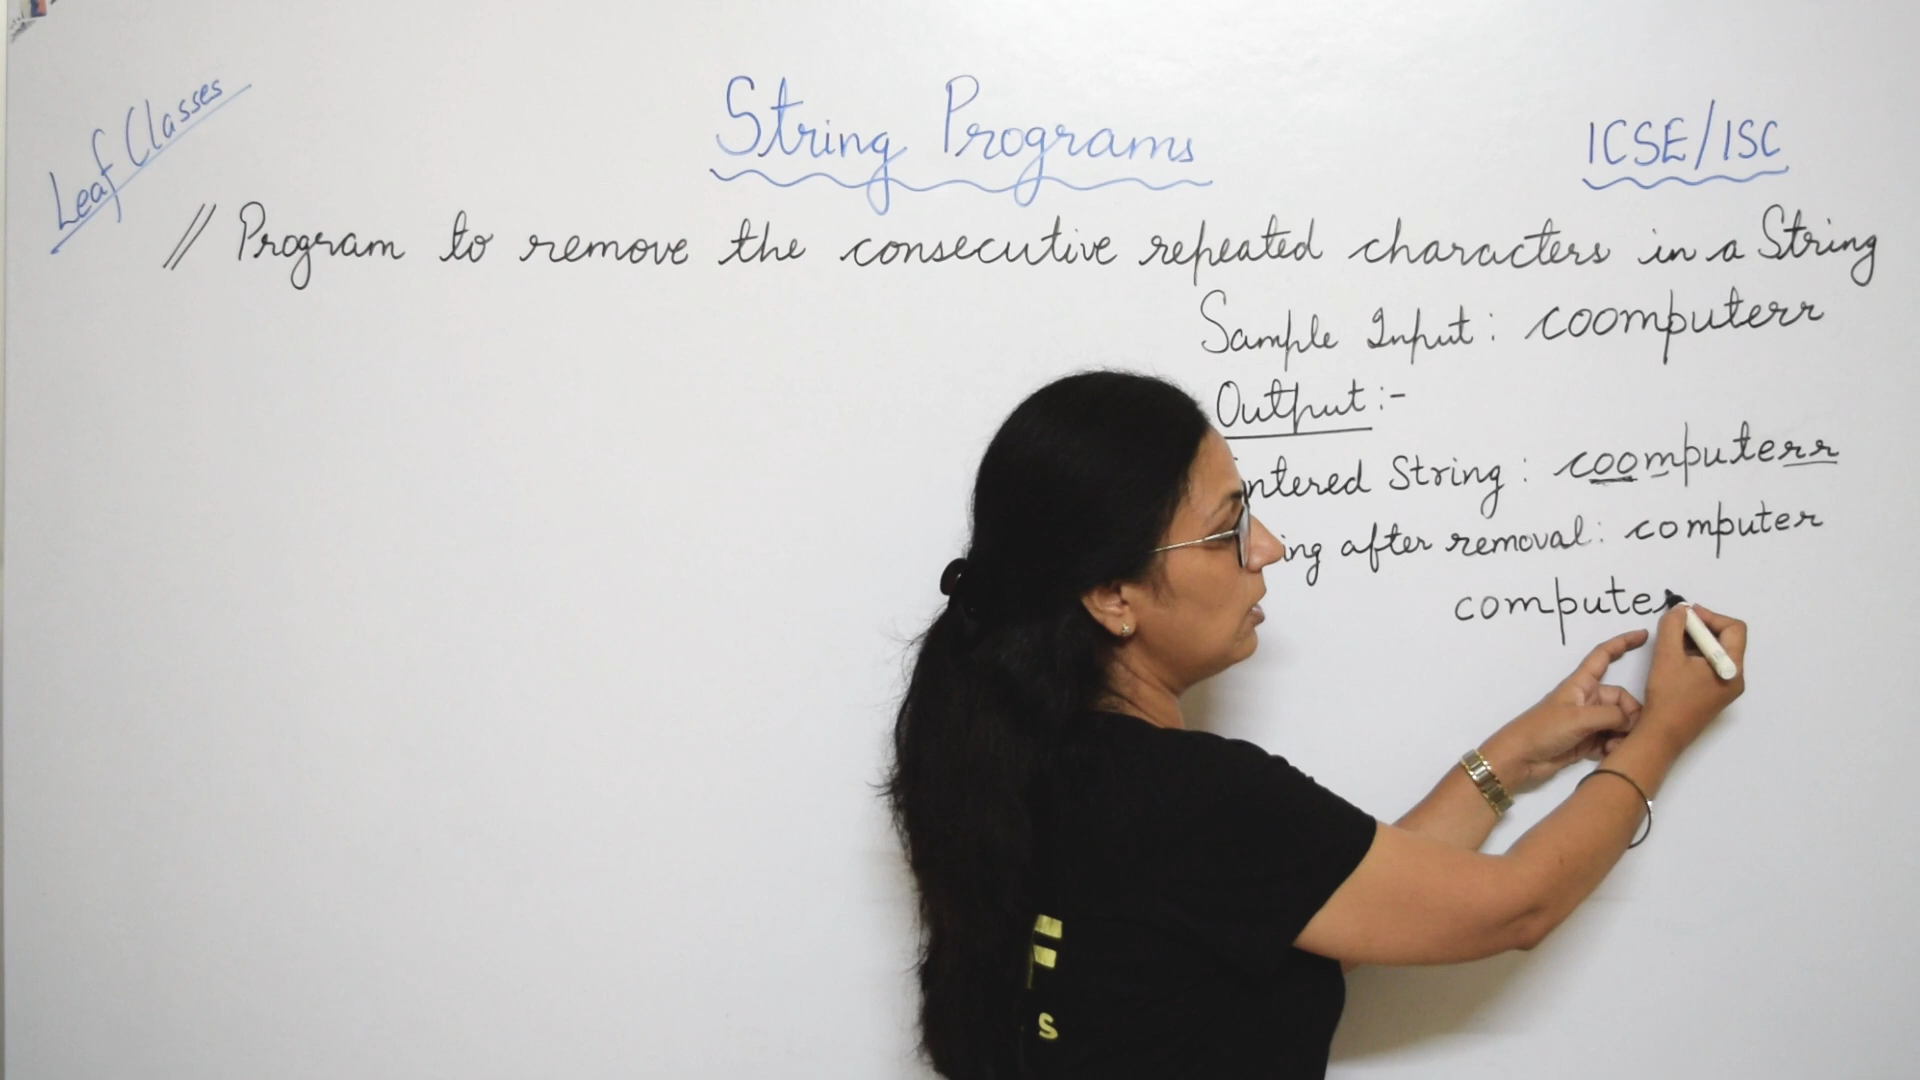 Leaf Classes
String Programs
ICSE/ISC
// Program to remove the consecutive repeated characters in a String
Sample Input: coomputerr
Output:-
ntered String: coomputerr
ing after removal: computer
computer
S